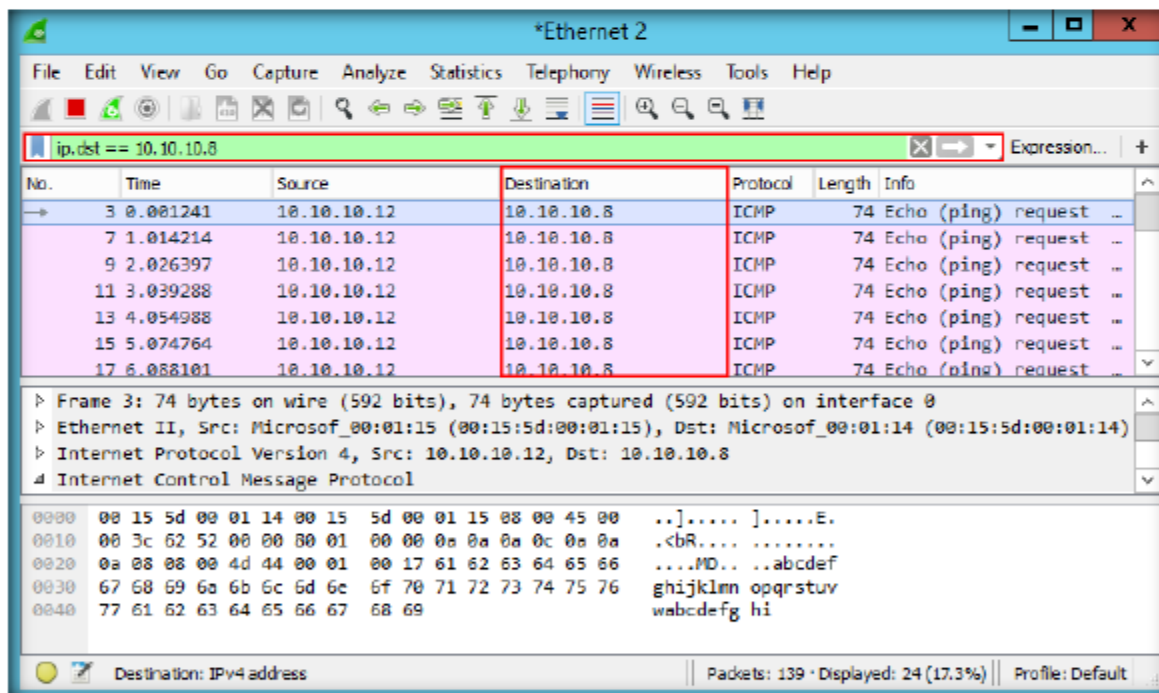 *Ethernet 2
File Edit View Go Capture Analyze Statistics Telephony Wireless Tools Help
ip.dst == 10.10.10.8 Expression... +
No. Time Source Destination Protocol Length Info
3 0.001241 10.10.10.12 10.10.10.8 ICMP 74 Echo (ping) request ...
7 1.014214 10.10.10.12 10.10.10.8 ICMP 74 Echo (ping) request ...
9 2.026397 10.10.10.12 10.10.10.8 ICMP 74 Echo (ping) request ...
11 3.039288 10.10.10.12 10.10.10.8 ICMP 74 Echo (ping) request ...
13 4.054988 10.10.10.12 10.10.10.8 ICMP 74 Echo (ping) request ...
15 5.074764 10.10.10.12 10.10.10.8 ICMP 74 Echo (ping) request ...
17 6.088101 10.10.10.12 10.10.10.8 ICMP 74 Echo (ping) request ...
Frame 3: 74 bytes on wire (592 bits), 74 bytes captured (592 bits) on interface 0
Ethernet II, Src: Microsof_00:01:15 (00:15:5d:00:01:15), Dst: Microsof_00:01:14 (00:15:5d:00:01:14)
Internet Protocol Version 4, Src: 10.10.10.12, Dst: 10.10.10.8
Internet Control Message Protocol
0000 00 15 5d 00 01 14 00 15 5d 00 01 15 08 00 45 00 ..]..... ].....E.
0010 00 3c 62 52 00 00 80 01 00 00 0a 0a 0a 0c 0a 0a .<bR.... ........
0020 0a 08 08 00 4d 44 00 01 00 17 61 62 63 64 65 66 ....MD.. ..abcdef
0030 67 68 69 6a 6b 6c 6d 6e 6f 70 71 72 73 74 75 76 ghijklmn opqrstuv
0040 77 61 62 63 64 65 66 67 68 69 wabcdefg hi
Destination: IPv4 address Packets: 139 · Displayed: 24 (17.3%) Profile: Default